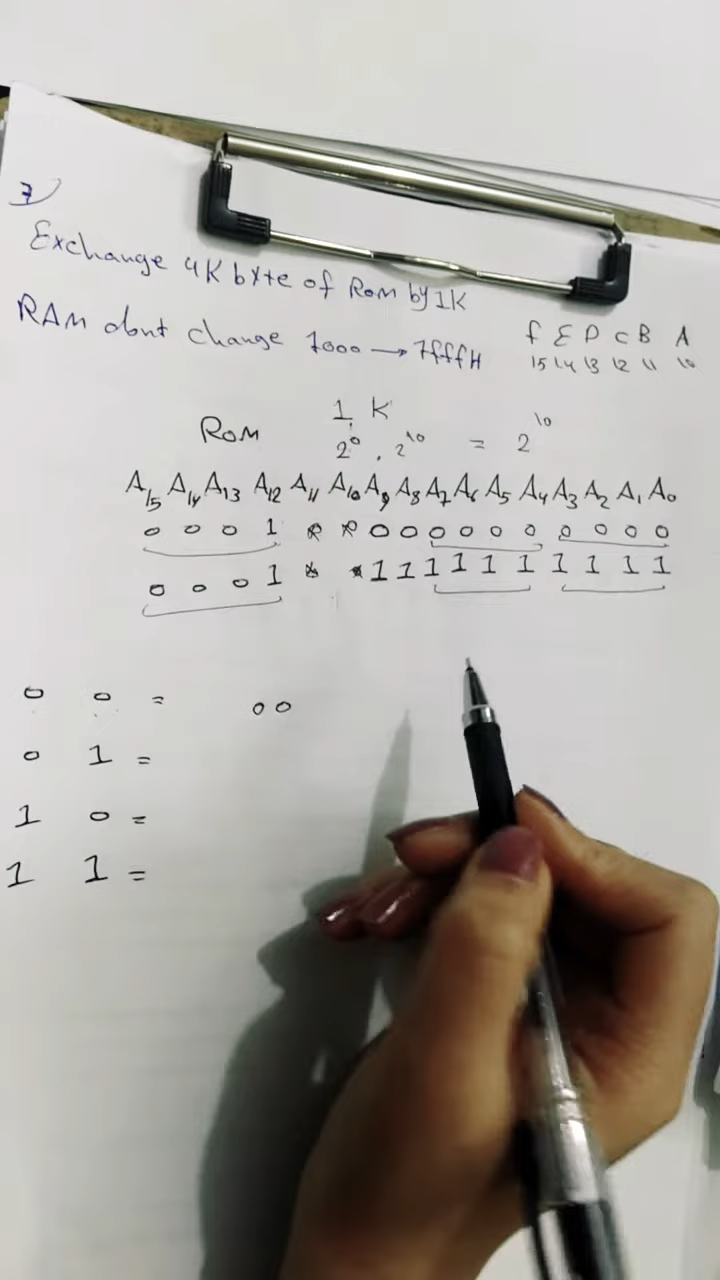 7
Exchange 4K byte of Rom by 1K
RAM dont change 7000 → 7fffH
f E D C B A
15 14 13 12 11 10
Rom 1 K
2⁰ . 2¹⁰ = 2¹⁰
A₁₅ A₁₄ A₁₃ A₁₂ A₁₁ A₁₀ A₉ A₈ A₇ A₆ A₅ A₄ A₃ A₂ A₁ A₀
0 0 0 1 * * 0 0 0 0 0 0 0 0 0 0
0 0 0 1 * * 1 1 1 1 1 1 1 1 1 1
0 0 = 00
0 1 =
1 0 =
1 1 =